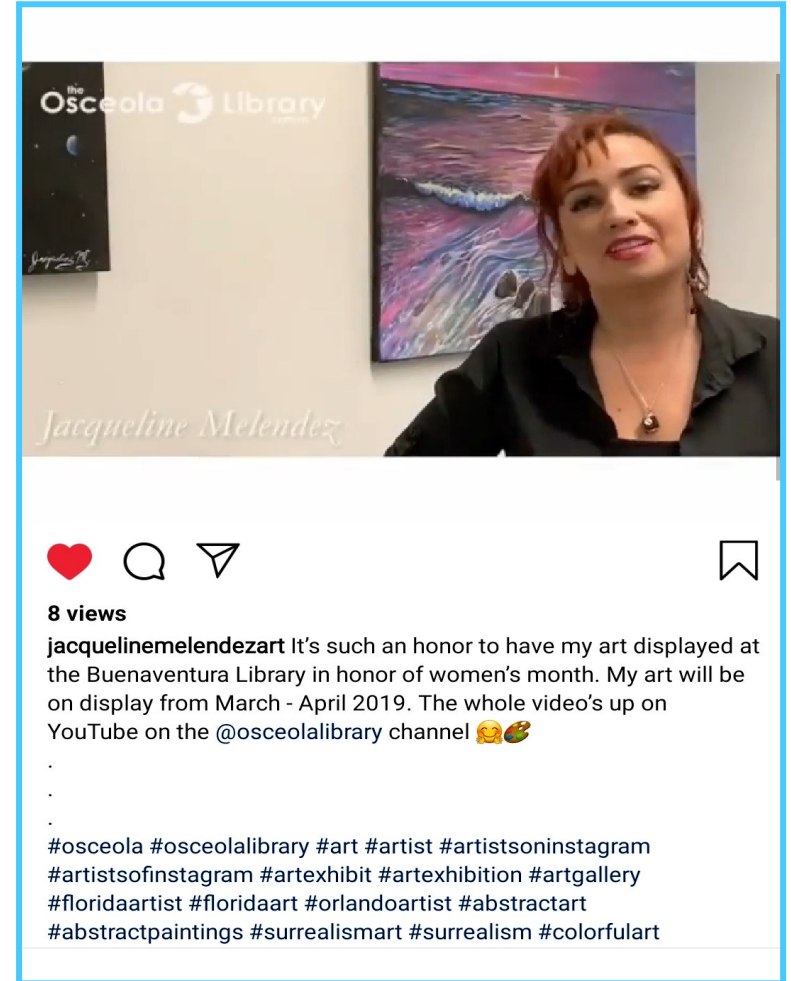 the
Osceola Library
Jacqueline M.
Jacqueline Melendez
8 views
jacquelinemelendezart It’s such an honor to have my art displayed at
the Buenaventura Library in honor of women’s month. My art will be
on display from March - April 2019. The whole video’s up on
YouTube on the @osceolalibrary channel 🤗🎨
.
.
.
#osceola #osceolalibrary #art #artist #artistsoninstagram
#artistsofinstagram #artexhibit #artexhibition #artgallery
#floridaartist #floridaart #orlandoartist #abstractart
#abstractpaintings #surrealismart #surrealism #colorfulart